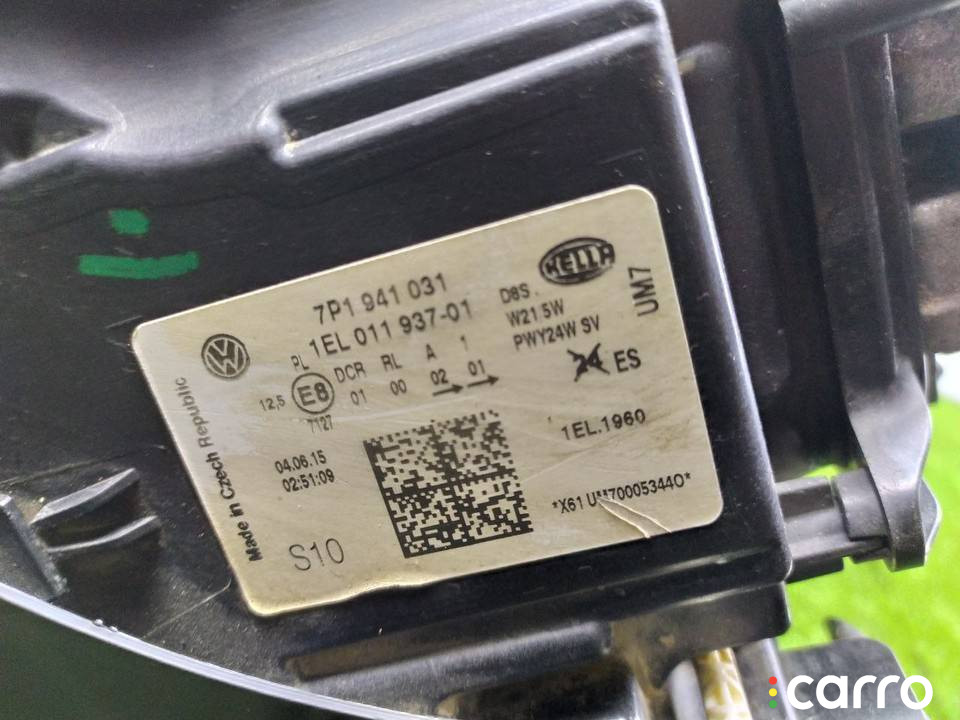 7P1 941 031
1EL 011 937-01
HELLA
UM7
D8S
W21.5W
PWY24W SV
PL
DCR RL A 1
12,5 E8 01 00 02 01
7127
ES
1EL.1960
04.06.15
02:51:09
Made in Czech Republic
S10
carro